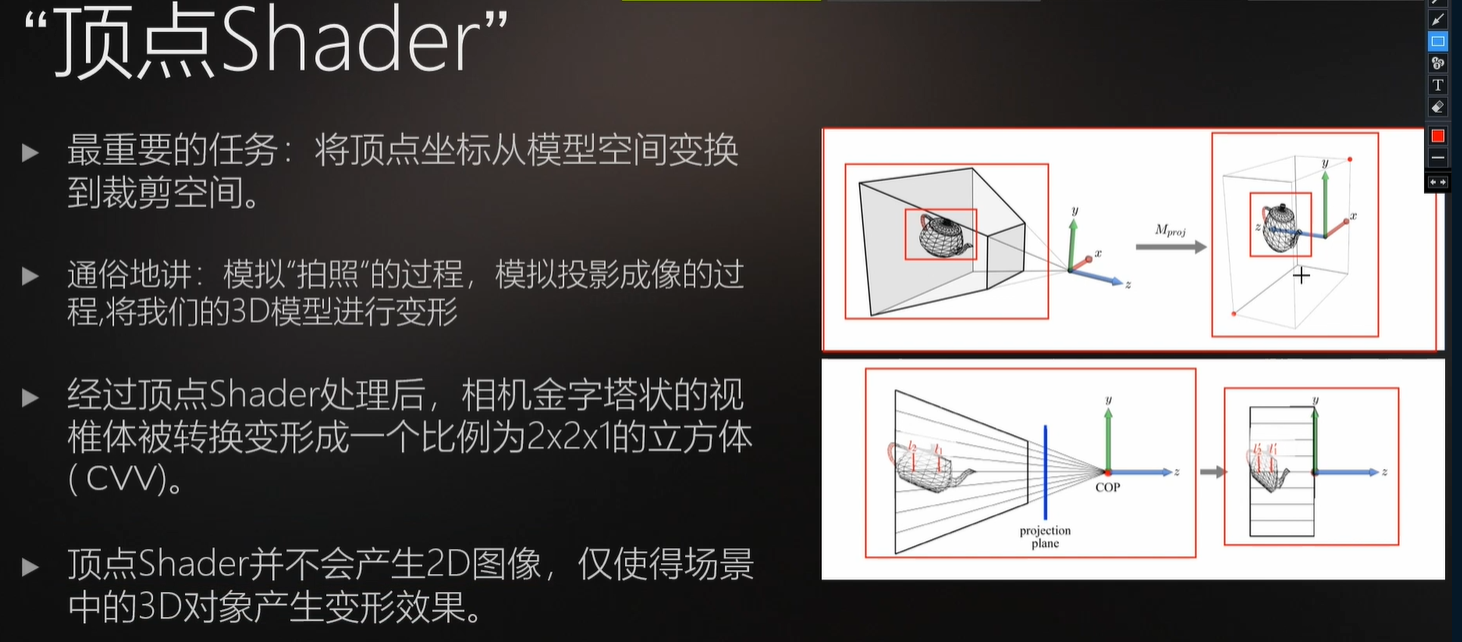 “顶点Shader”
最重要的任务：将顶点坐标从模型空间变换
到裁剪空间。
通俗地讲：模拟“拍照“的过程，模拟投影成像的过
程,将我们的3D模型进行变形
经过顶点Shader处理后，相机金字塔状的视
椎体被转换变形成一个比例为2x2x1的立方体
( CVV)。
顶点Shader并不会产生2D图像，仅使得场景
中的3D对象产生变形效果。
y
x
z
M_proj
y
x
z
y
l2 l1
z
COP
projection
plane
y
z
T